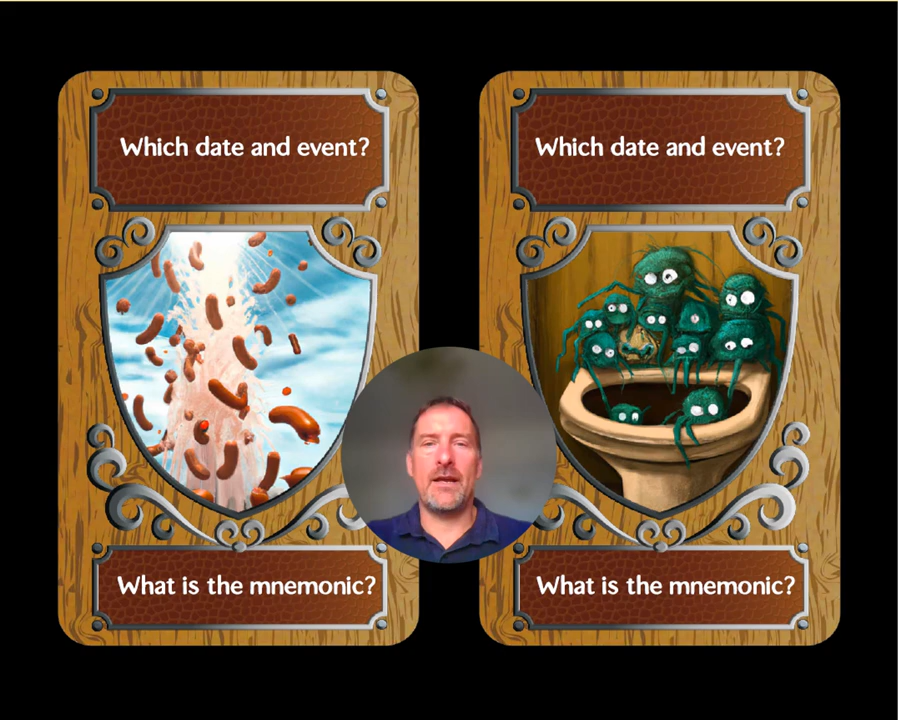 Which date and event?
Which date and event?
What is the mnemonic?
What is the mnemonic?